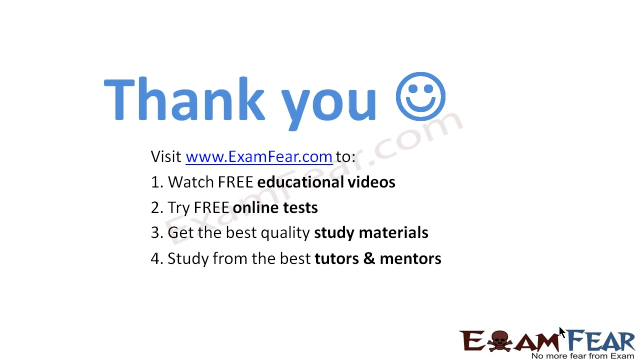 Thank you ☺
Visit www.ExamFear.com to:
1. Watch FREE educational videos
2. Try FREE online tests
3. Get the best quality study materials
4. Study from the best tutors & mentors
ExamFear.com
EXAM FEAR
No more fear from Exam